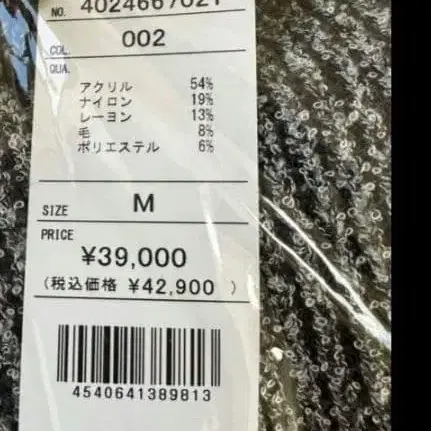 NO. 4024667021
COL. 002
QUA.
アクリル 54%
ナイロン 19%
レーヨン 13%
毛 8%
ポリエステル 6%
SIZE M
PRICE
¥39,000
(税込価格 ¥42,900 )
4540641389813